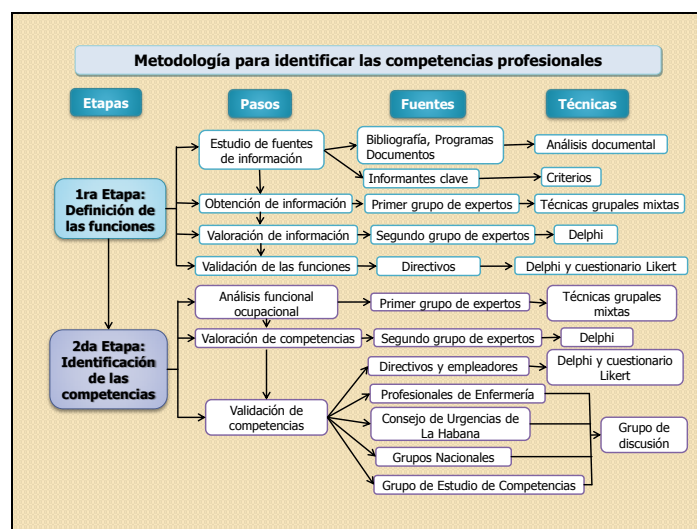 Metodología para identificar las competencias profesionales
Etapas
Pasos
Fuentes
Técnicas
1ra Etapa:
Definición de
las funciones
Estudio de fuentes
de información
Bibliografía, Programas
Documentos
Análisis documental
Informantes clave
Criterios
Obtención de información
Primer grupo de expertos
Técnicas grupales mixtas
Valoración de información
Segundo grupo de expertos
Delphi
Validación de las funciones
Directivos
Delphi y cuestionario Likert
2da Etapa:
Identificación
de las
competencias
Análisis funcional
ocupacional
Primer grupo de expertos
Técnicas grupales
mixtas
Valoración de competencias
Segundo grupo de expertos
Delphi
Validación de
competencias
Directivos y empleadores
Delphi y cuestionario
Likert
Profesionales de Enfermería
Consejo de Urgencias de
La Habana
Grupos Nacionales
Grupo de Estudio de Competencias
Grupo de
discusión